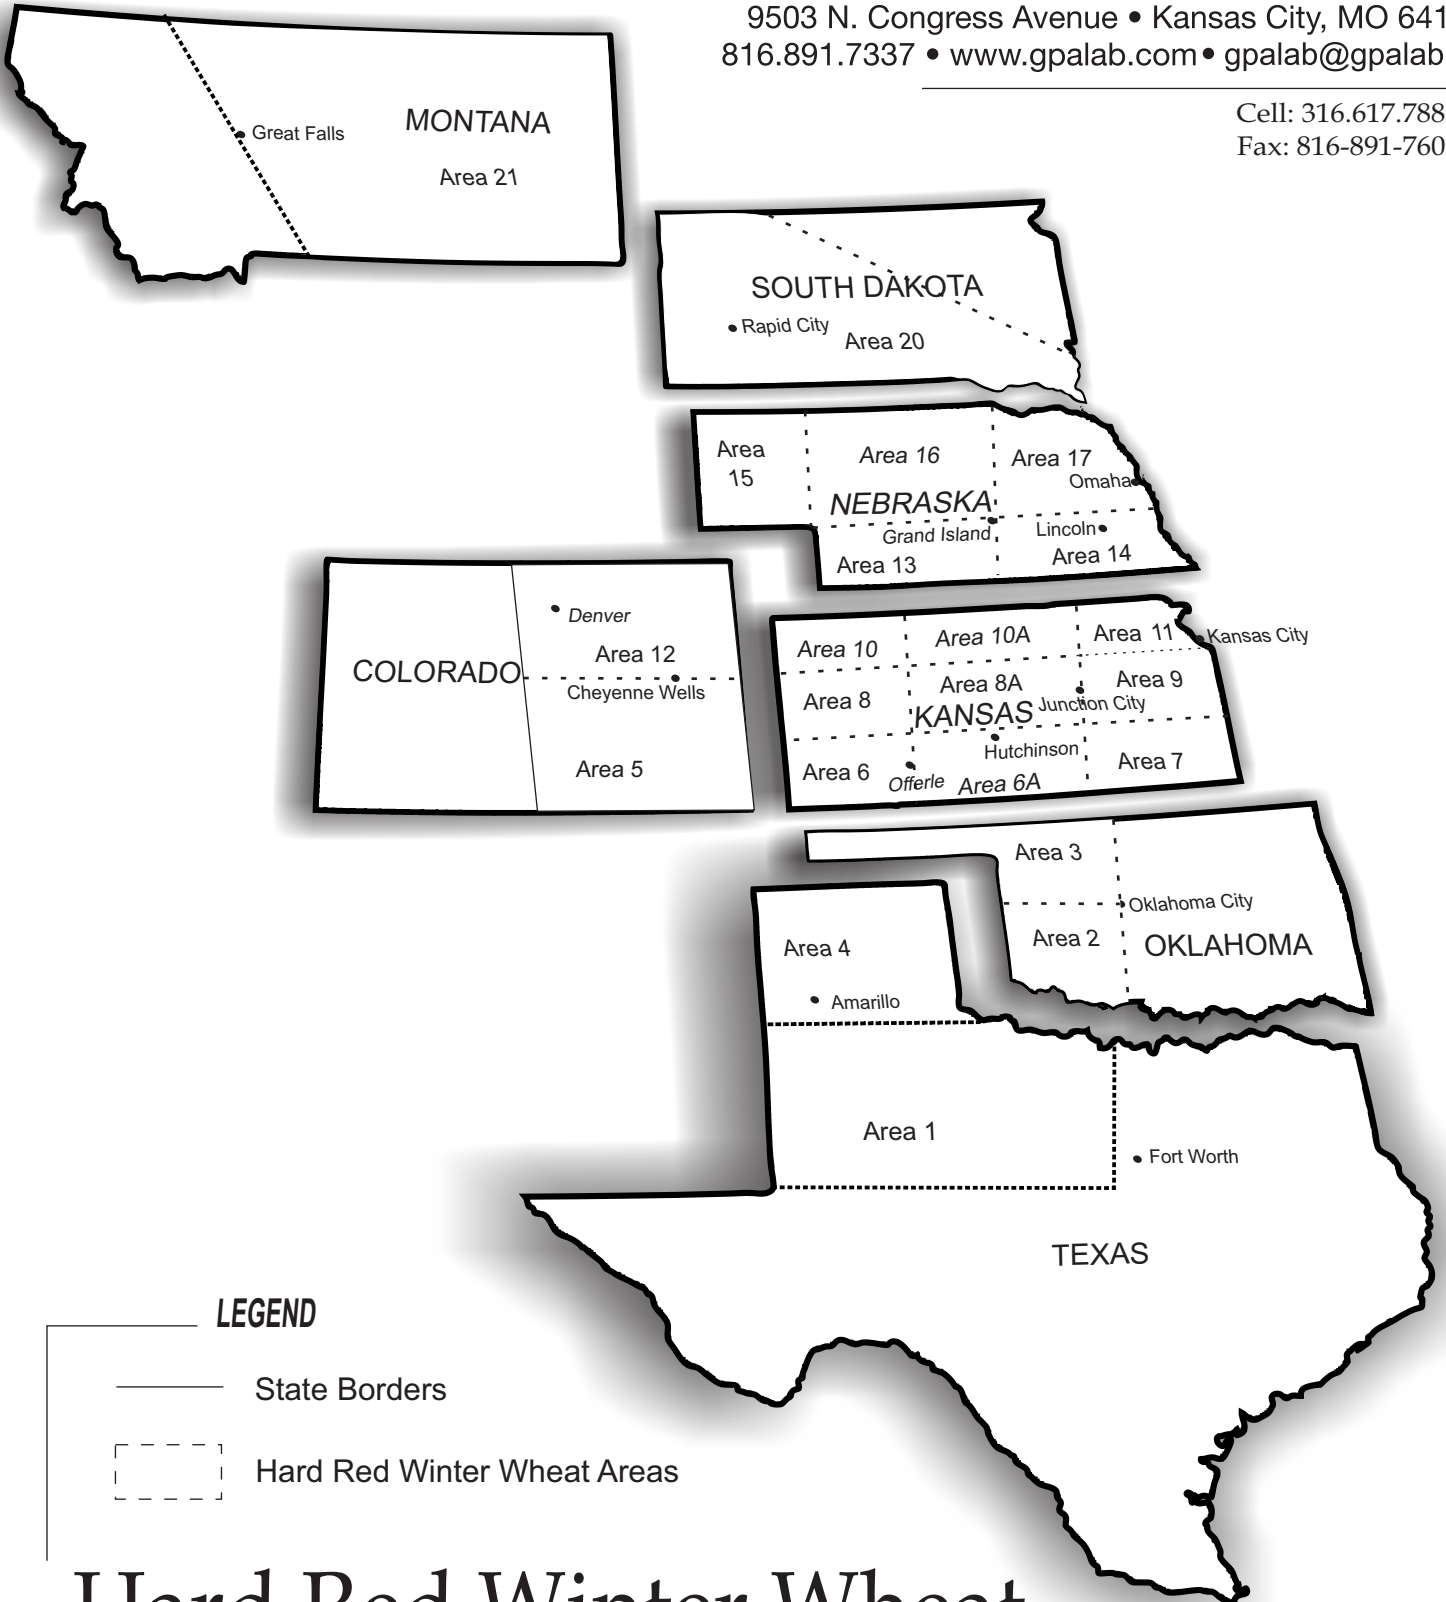 9503 N. Congress Avenue • Kansas City, MO 641
816.891.7337 • www.gpalab.com • gpalab@gpalab
Cell: 316.617.788
Fax: 816-891-760
MONTANA
Great Falls
Area 21
SOUTH DAKOTA
Rapid City
Area 20
Area
15
Area 16
Area 17
Omaha
NEBRASKA
Grand Island
Lincoln
Area 13
Area 14
Denver
Area 12
COLORADO
Cheyenne Wells
Area 5
Area 10
Area 10A
Area 11
Kansas City
Area 8
Area 8A
Area 9
KANSAS
Junction City
Hutchinson
Area 6
Offerle
Area 6A
Area 7
Area 3
Oklahoma City
Area 2
OKLAHOMA
Area 4
Amarillo
Area 1
Fort Worth
TEXAS
LEGEND
State Borders
Hard Red Winter Wheat Areas
Hard Red Winter Wheat